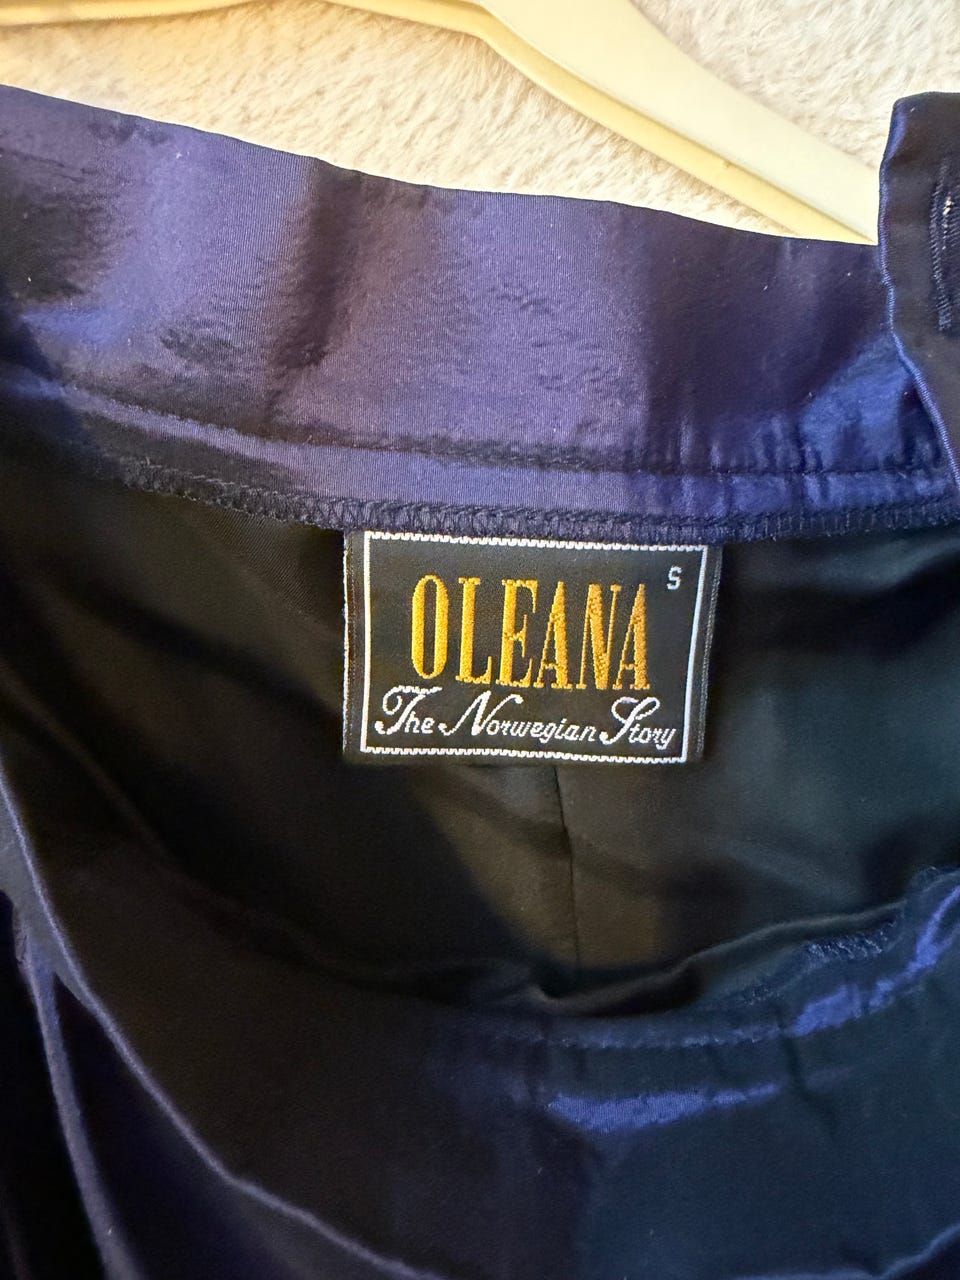 S
OLEANA
The Norwegian Story